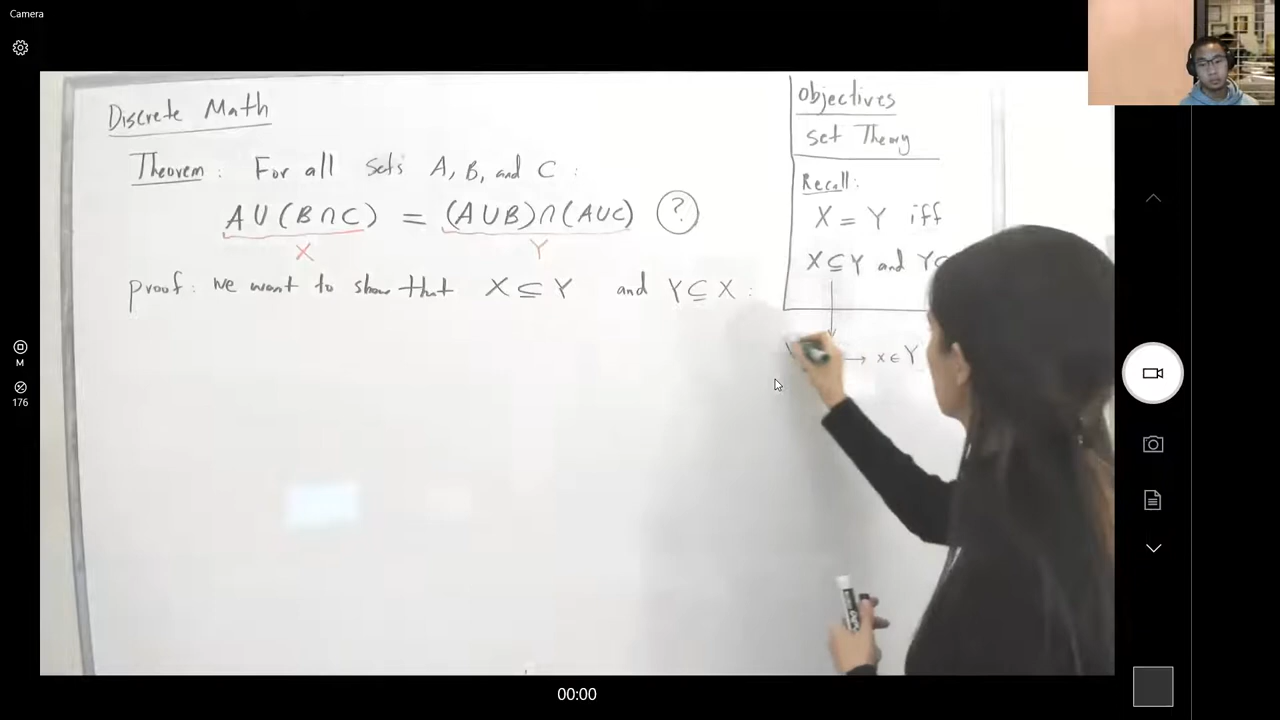 Camera
Discrete Math
Theorem: For all sets A, B, and C:
A ∪ (B ∩ C) = (A ∪ B) ∩ (A ∪ C) ?
X Y
proof: we want to show that X ⊆ Y and Y ⊆ X :
Objectives
set Theory
Recall:
X = Y iff
X ⊆ Y and Y ⊆
→ x ∈ Y
M
176
00:00